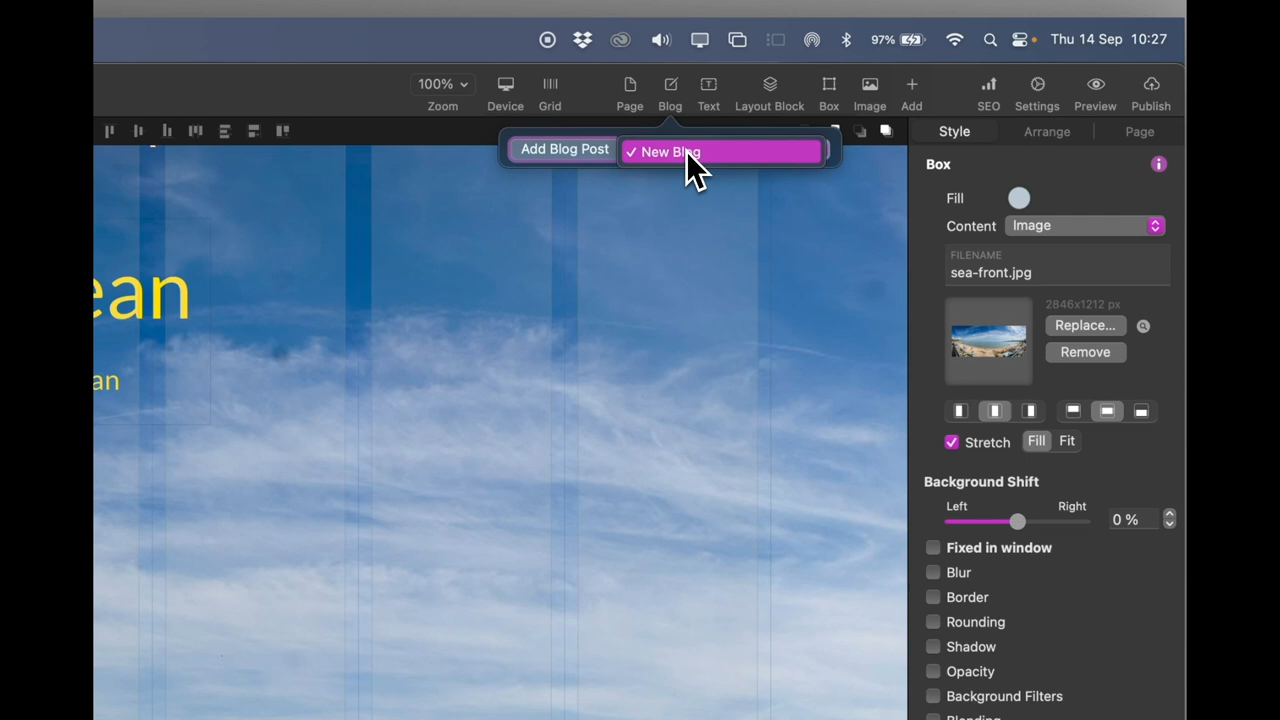 97%
Thu 14 Sep 10:27
100%
Zoom
Device
Grid
Page
Blog
Text
Layout Block
Box
Image
Add
SEO
Settings
Preview
Publish
Style
Arrange
Page
Add Blog Post
✓ New Blog
Box
Fill
Content
Image
FILENAME
sea-front.jpg
2846x1212 px
Replace...
Remove
ean
an
Stretch
Fill
Fit
Background Shift
Left
Right
0 %
Fixed in window
Blur
Border
Rounding
Shadow
Opacity
Background Filters
Blending